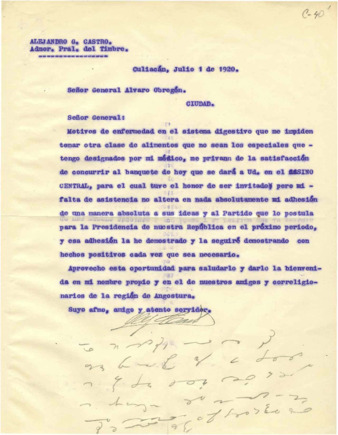 C-40
ALEJANDRO G. CASTRO.
Admor. Pral. del Timbre.
Culiacán, Julio 1 de 1920.
Señor General Alvaro Obregón.
CIUDAD.
Señor General:
Motivos de enfermedad en el sistema digestivo que me impiden
tomar otra clase de alimentos que no sean los especiales que -
tengo designados por mi médico, me privan de la satisfacción
de concurrir al banquete de hoy que se dará a Ud. en el CASINO
CENTRAL, para el cual tuve el honor de ser invitado; pero mi -
falta de asistencia no altera en nada absolutamente mi adhesión
de una manera absoluta a sus ideas y al Partido que lo postula
para la Presidencia de nuestra República en el próximo periodo,
y esa adhesión la he demostrado y la seguiré demostrando con
hechos positivos cada vez que sea necesario.
Aprovecho esta oportunidad para saludarlo y darle la bienveni-
da en mi nombre propio y en el de nuestros amigos y correligio-
narios de la región de Angostura.
Suyo afmo, amigo y atento servidor.